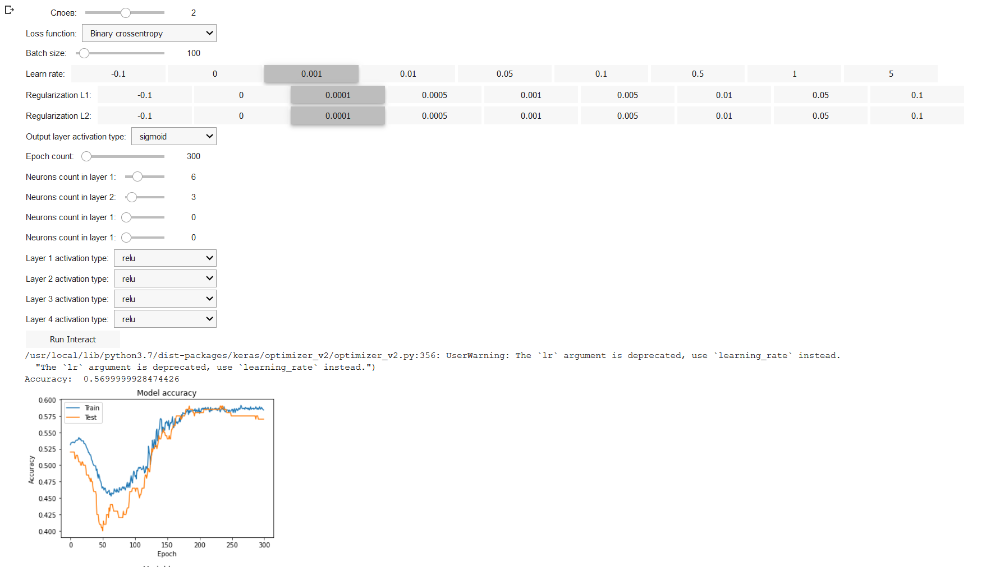 Слоев: 2
Loss function: Binary crossentropy
Batch size: 100
Learn rate: -0.1 0 0.001 0.01 0.05 0.1 0.5 1 5
Regularization L1: -0.1 0 0.0001 0.0005 0.001 0.005 0.01 0.05 0.1
Regularization L2: -0.1 0 0.0001 0.0005 0.001 0.005 0.01 0.05 0.1
Output layer activation type: sigmoid
Epoch count: 300
Neurons count in layer 1: 6
Neurons count in layer 2: 3
Neurons count in layer 1: 0
Neurons count in layer 1: 0
Layer 1 activation type: relu
Layer 2 activation type: relu
Layer 3 activation type: relu
Layer 4 activation type: relu
Run Interact
/usr/local/lib/python3.7/dist-packages/keras/optimizer_v2/optimizer_v2.py:356: UserWarning: The `lr` argument is deprecated, use `learning_rate` instead.
"The `lr` argument is deprecated, use `learning_rate` instead.")
Accuracy: 0.5699999928474426
Model accuracy
0.600
0.575
0.550
0.525
0.500
0.475
0.450
0.425
0.400
Accuracy
Train
Test
0 50 100 150 200 250 300
Epoch